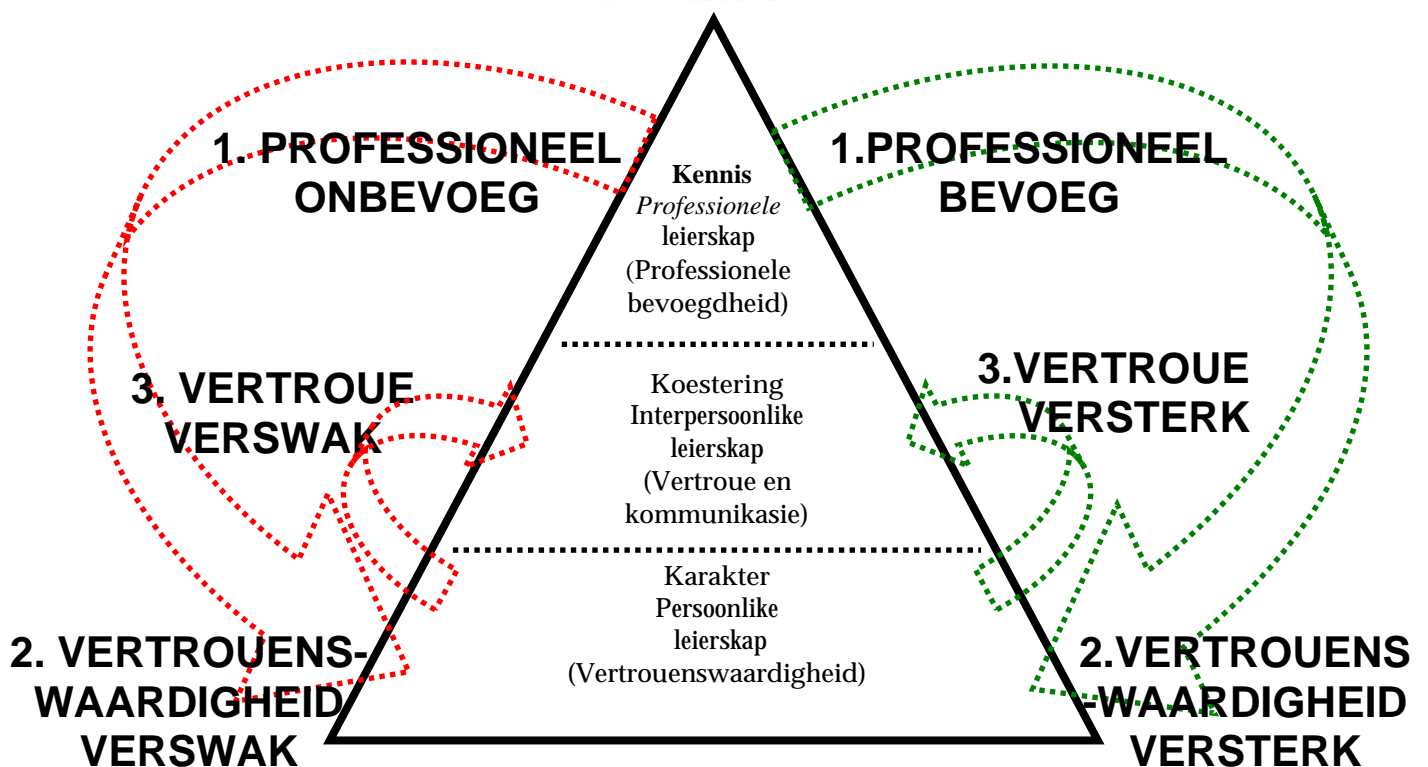 1. PROFESSIONEEL
ONBEVOEG
1.PROFESSIONEEL
BEVOEG
Kennis
Professionele
leierskap
(Professionele
bevoegdheid)
3. VERTROUE
VERSWAK
3.VERTROUE
VERSTERK
Koestering
Interpersoonlike
leierskap
(Vertroue en
kommunikasie)
Karakter
Persoonlike
leierskap
(Vertrouenswaardigheid)
2. VERTROUENS-
WAARDIGHEID
VERSWAK
2.VERTROUENS
-WAARDIGHEID
VERSTERK